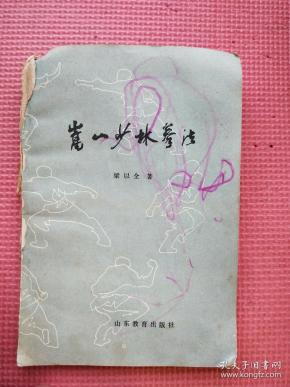 嵩山少林拳法
梁以全 著
山东教育出版社
孔夫子旧书网